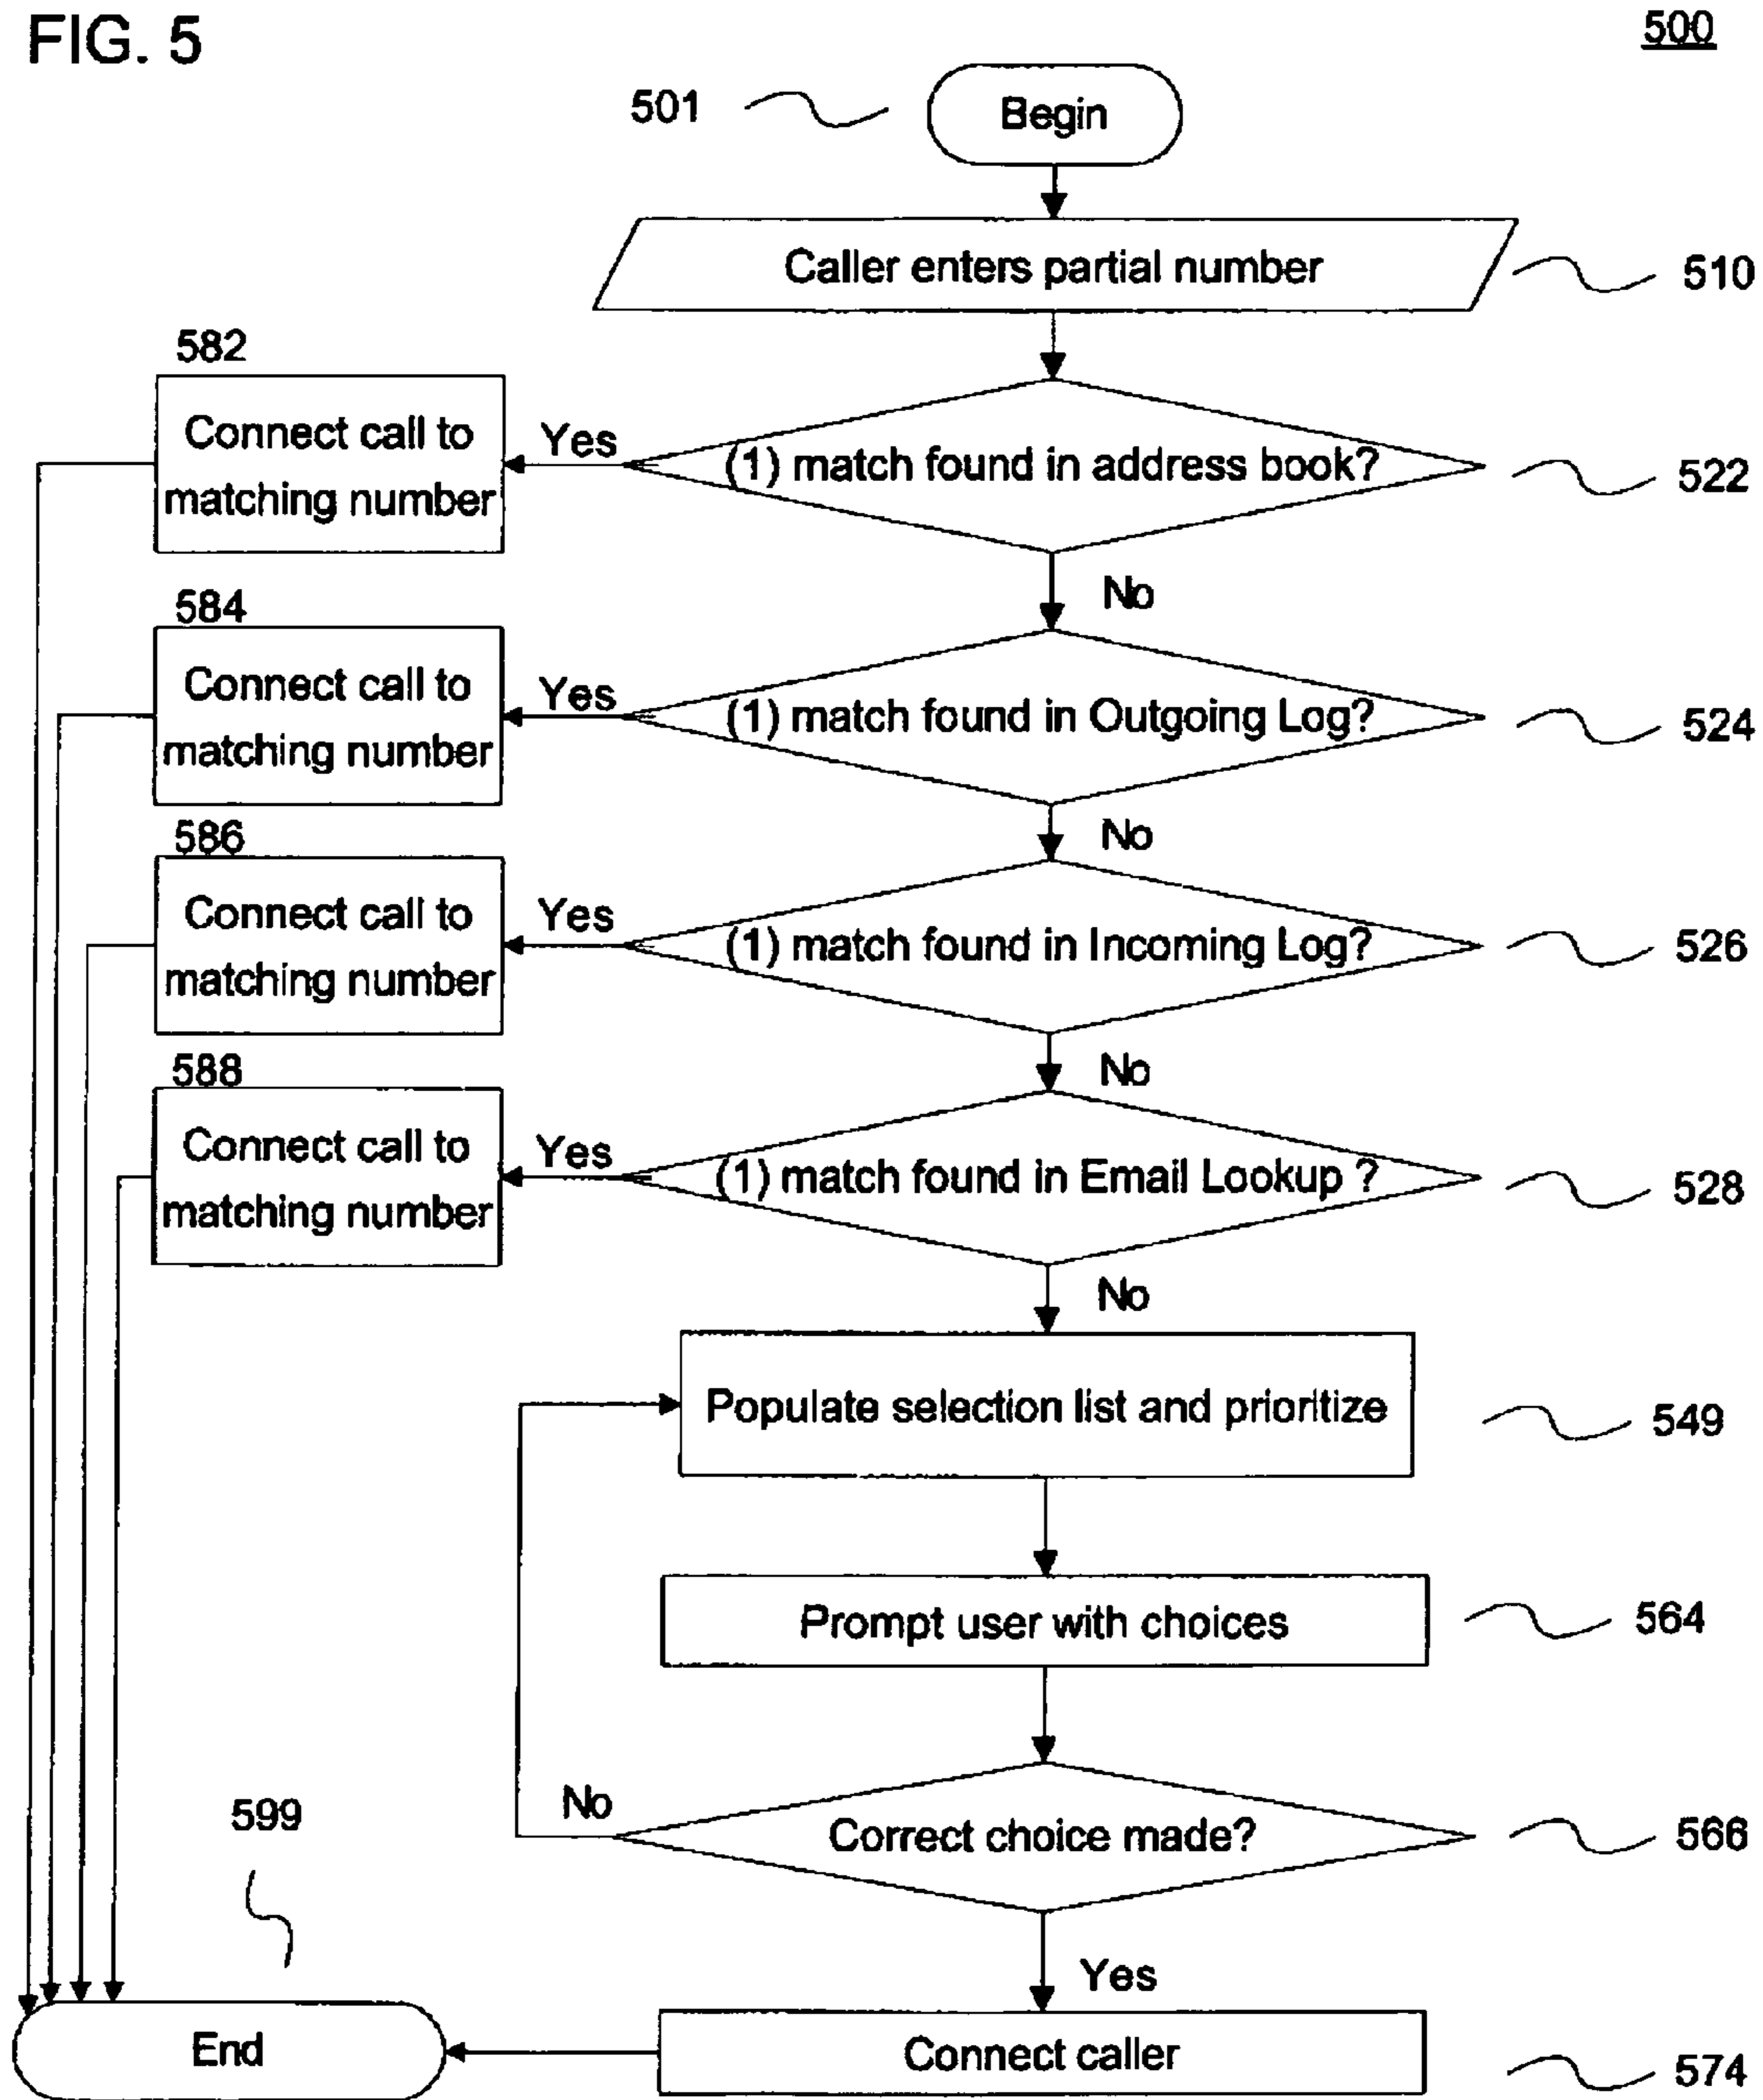 FIG. 5
500
501
Begin
Caller enters partial number
510
582
Connect call to
matching number
Yes
(1) match found in address book?
522
No
584
Connect call to
matching number
Yes
(1) match found in Outgoing Log?
524
No
586
Connect call to
matching number
Yes
(1) match found in Incoming Log?
526
No
588
Connect call to
matching number
Yes
(1) match found in Email Lookup ?
528
No
Populate selection list and prioritize
549
Prompt user with choices
564
No
Correct choice made?
566
599
Yes
End
Connect caller
574